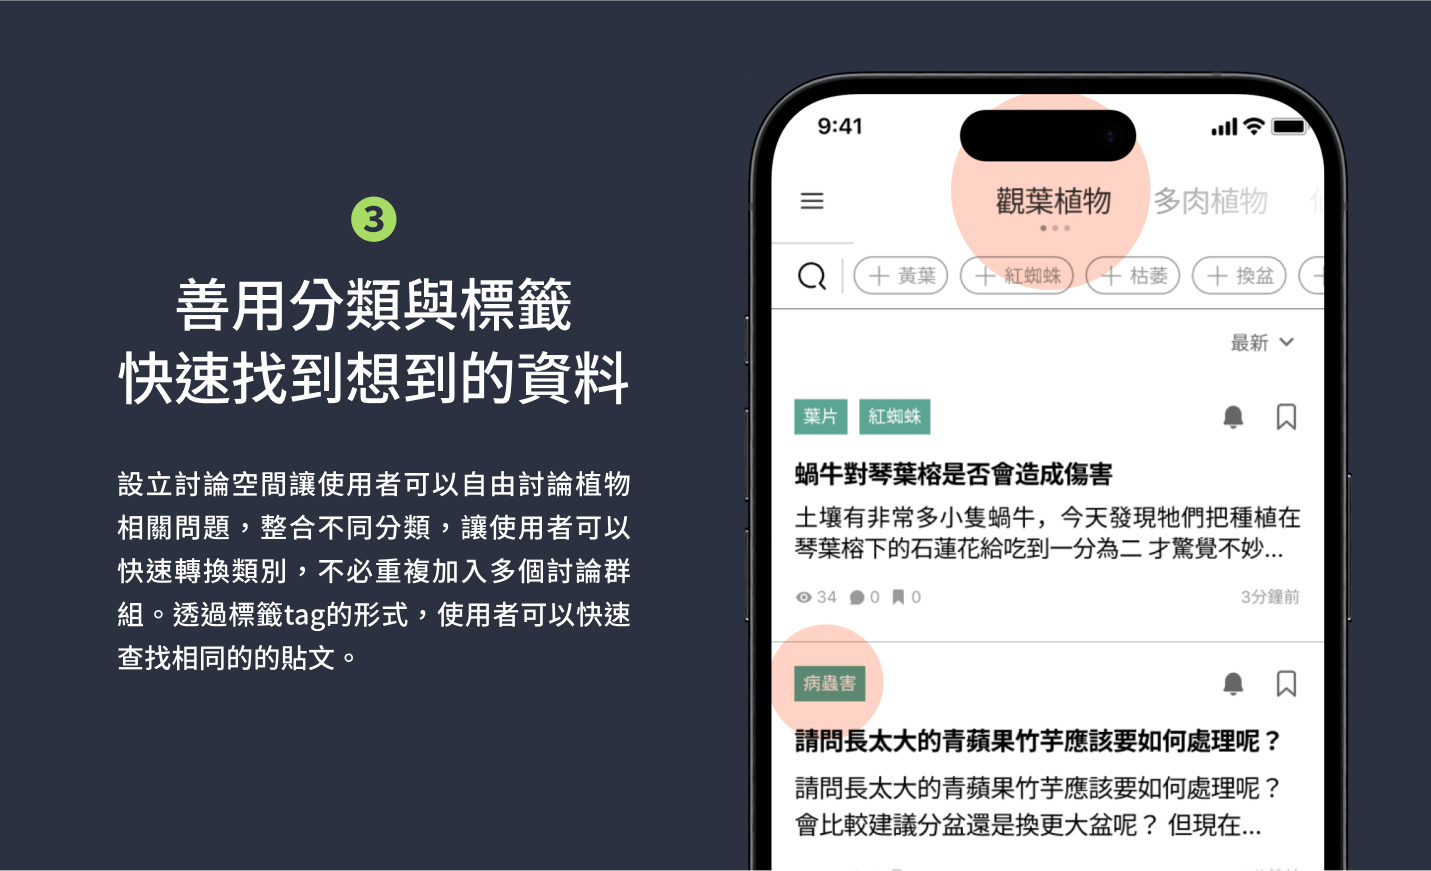 3
善用分類與標籤
快速找到想到的資料
設立討論空間讓使用者可以自由討論植物
相關問題，整合不同分類，讓使用者可以
快速轉換類別，不必重複加入多個討論群
組。透過標籤tag的形式，使用者可以快速
查找相同的的貼文。
9:41
觀葉植物 多肉植物
黃葉 紅蜘蛛 枯萎 換盆
最新
葉片 紅蜘蛛
蝸牛對琴葉榕是否會造成傷害
土壤有非常多小隻蝸牛，今天發現牠們把種植在
琴葉榕下的石蓮花給吃到一分為二 才驚覺不妙...
34 0 0 3分鐘前
病蟲害
請問長太大的青蘋果竹芋應該要如何處理呢？
請問長太大的青蘋果竹芋應該要如何處理呢？
會比較建議分盆還是換更大盆呢？ 但現在...